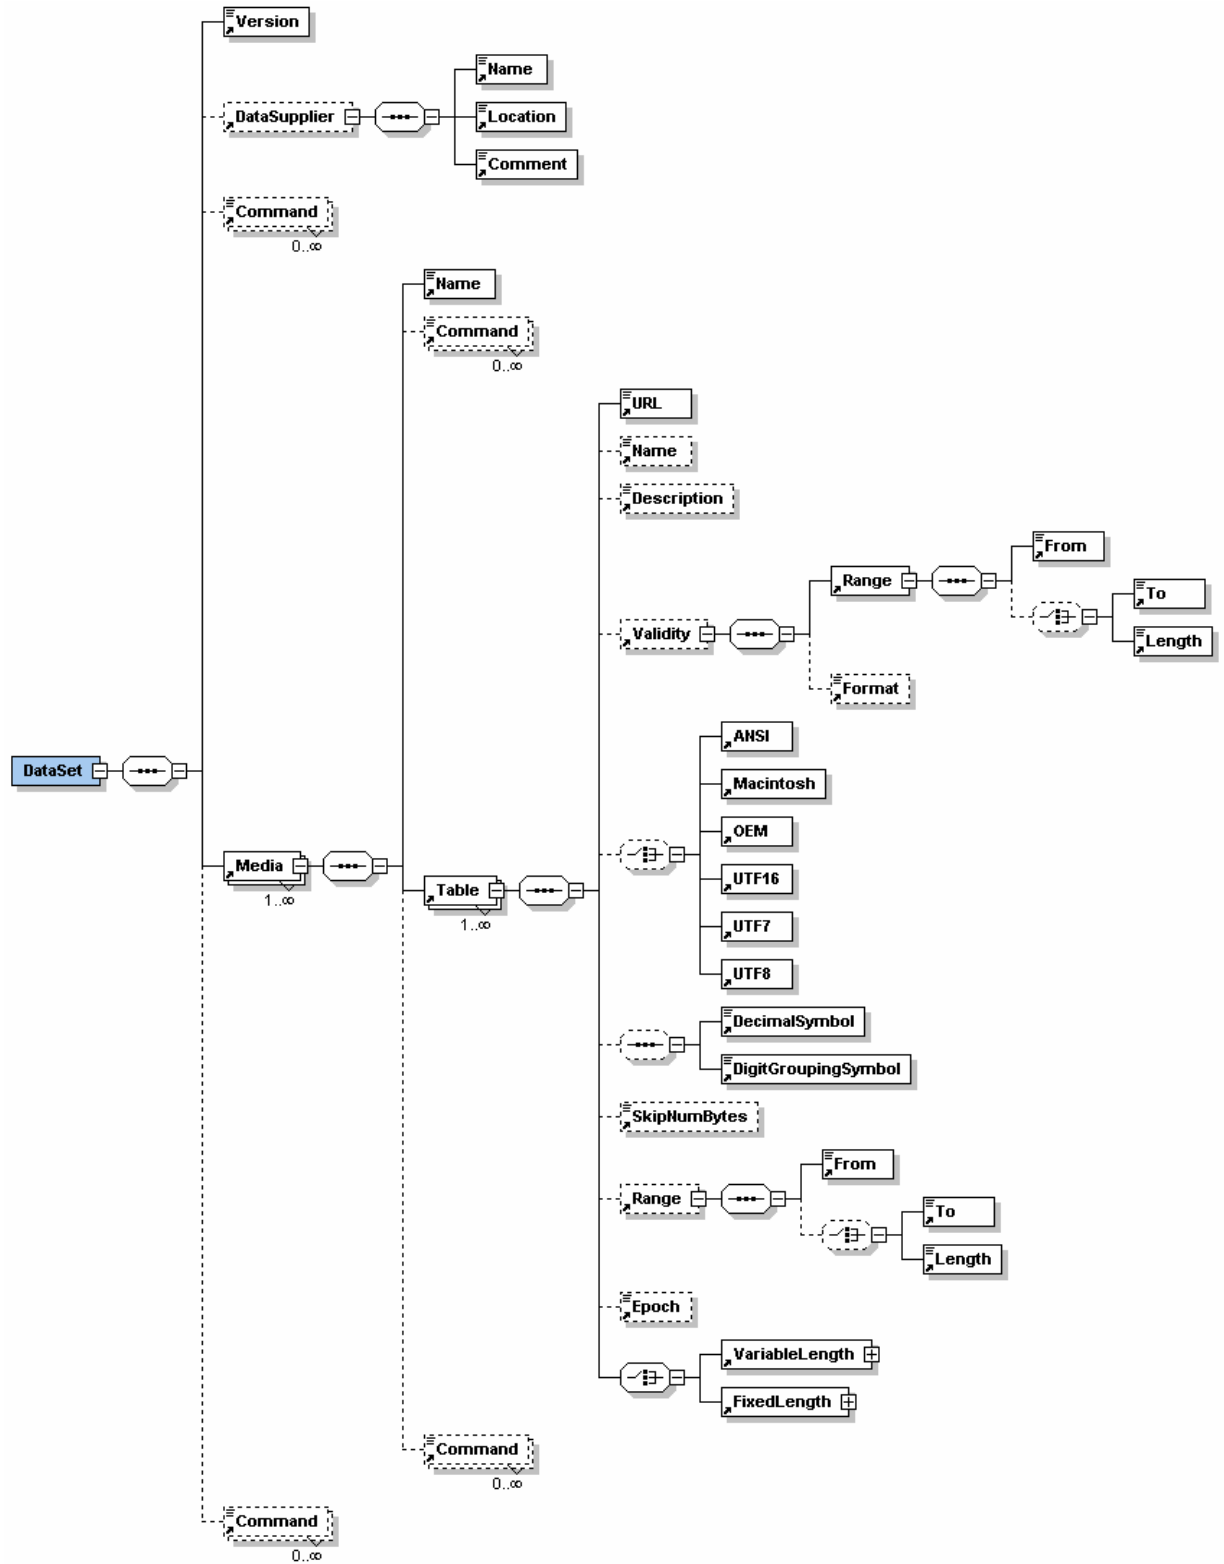 Version
Name
DataSupplier
Location
Comment
Command
0..∞
Name
Command
0..∞
URL
Name
Description
From
Range
To
Validity
Length
Format
ANSI
DataSet
Macintosh
OEM
Media
1..∞
UTF16
Table
1..∞
UTF7
UTF8
DecimalSymbol
DigitGroupingSymbol
SkipNumBytes
From
Range
To
Length
Epoch
VariableLength
FixedLength
Command
0..∞
Command
0..∞